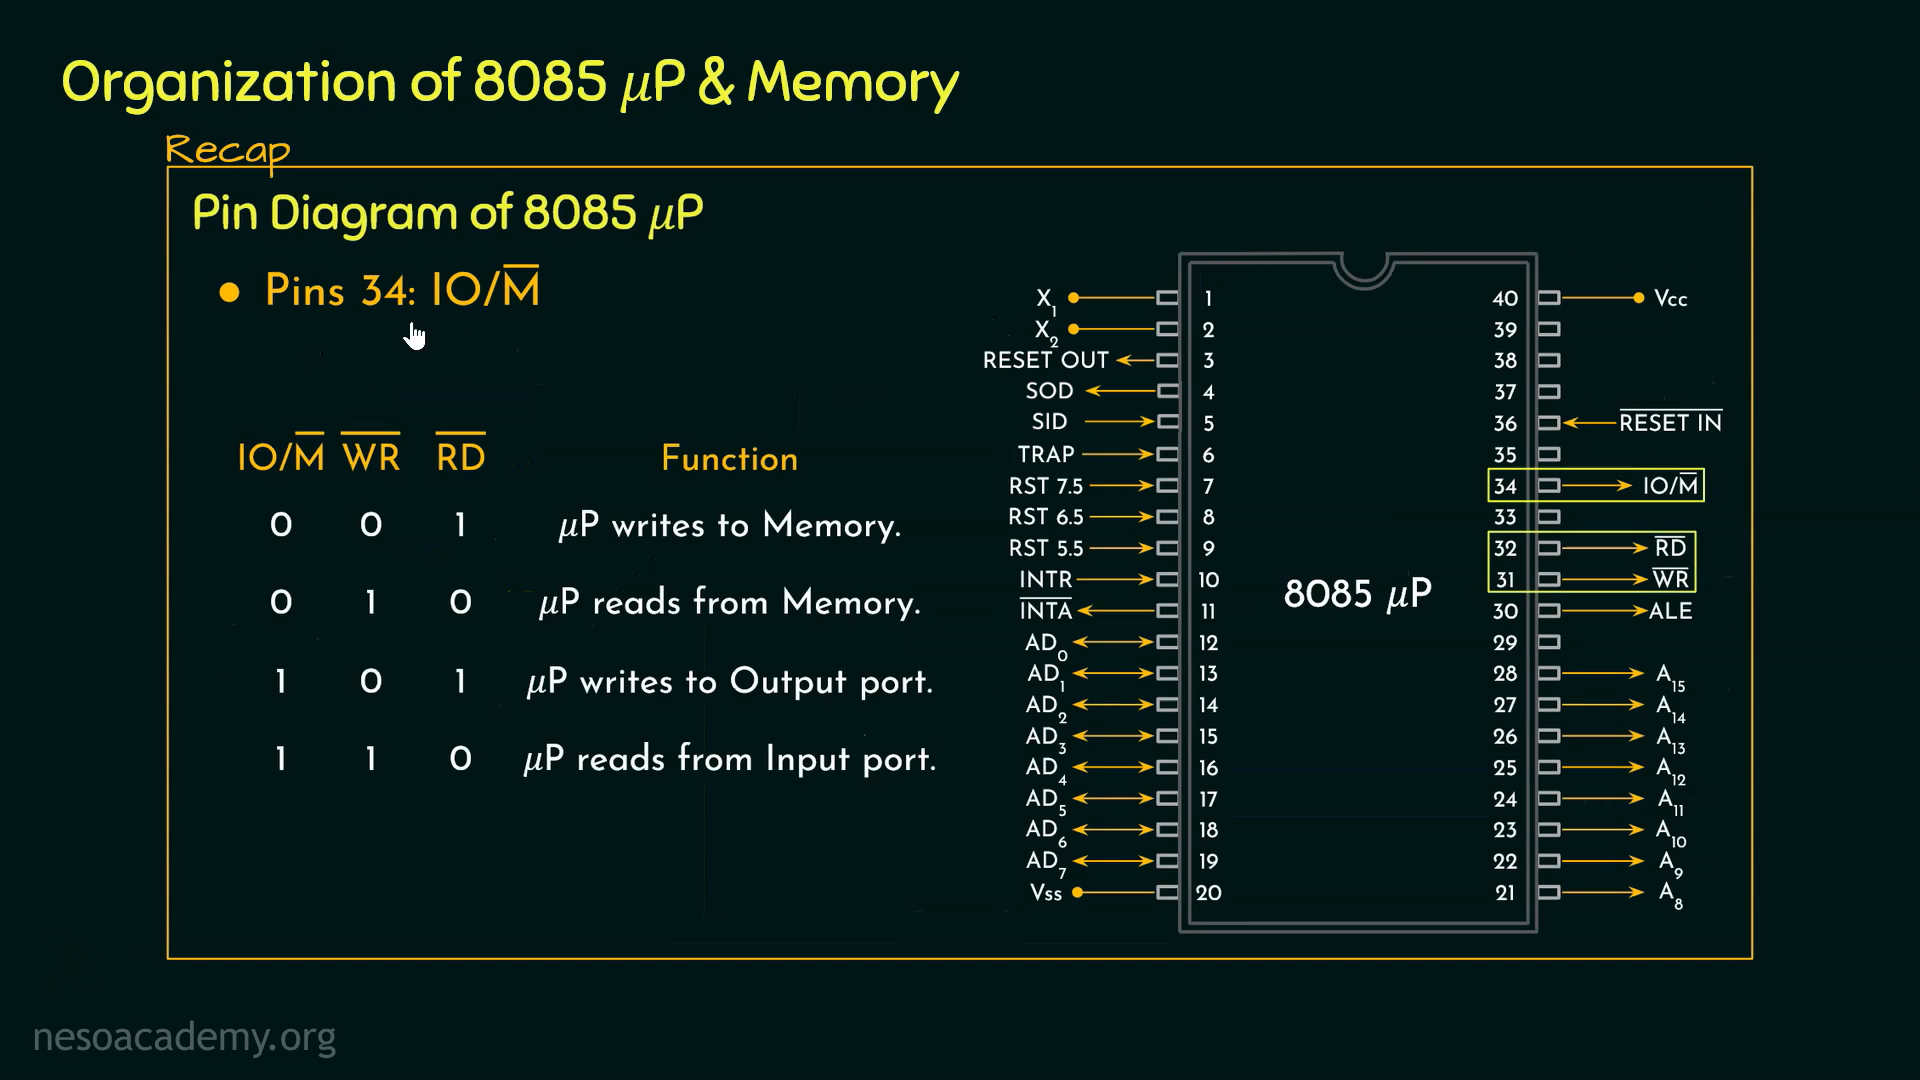 Organization of 8085 μP & Memory
Recap
Pin Diagram of 8085 μP
● Pins 34: IO/M̅
IO/M̅ W̅R̅ R̅D̅ Function
0 0 1 μP writes to Memory.
0 1 0 μP reads from Memory.
1 0 1 μP writes to Output port.
1 1 0 μP reads from Input port.
X₁ 1 40 Vcc
X₂ 2 39
RESET OUT 3 38
SOD 4 37
SID 5 36 R̅E̅S̅E̅T̅ I̅N̅
TRAP 6 35
RST 7.5 7 34 IO/M̅
RST 6.5 8 33
RST 5.5 9 32 R̅D̅
INTR 10 31 W̅R̅
I̅N̅T̅A̅ 11 30 ALE
AD₀ 12 29
AD₁ 13 28 A₁₅
AD₂ 14 27 A₁₄
AD₃ 15 26 A₁₃
AD₄ 16 25 A₁₂
AD₅ 17 24 A₁₁
AD₆ 18 23 A₁₀
AD₇ 19 22 A₉
Vss 20 21 A₈
8085 μP
nesoacademy.org